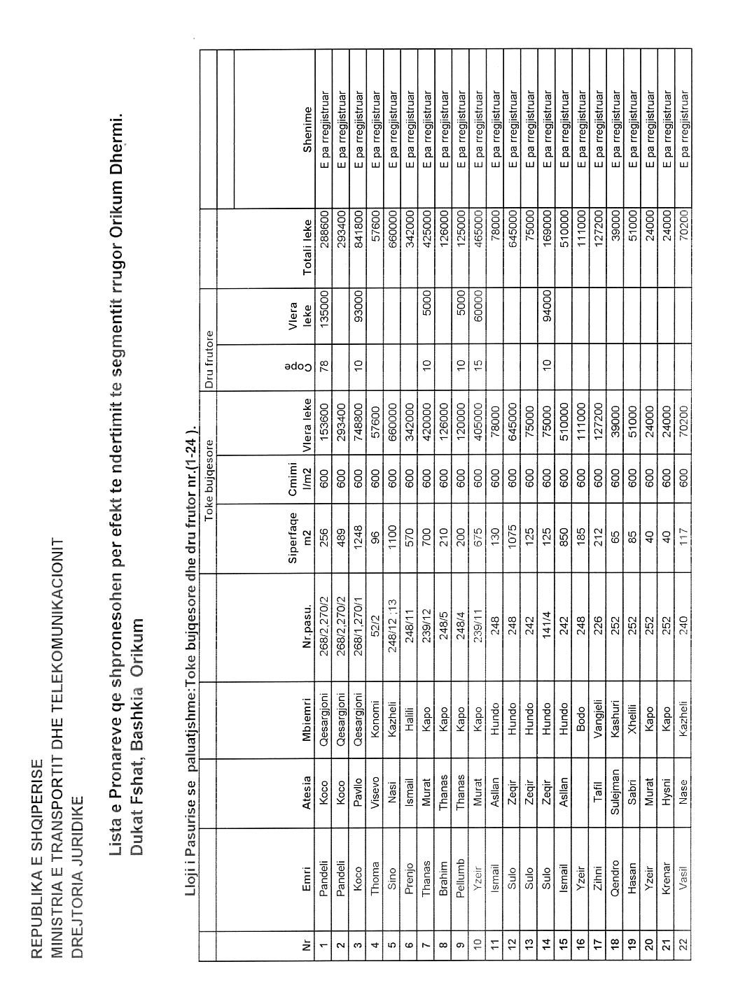 REPUBLIKA E SHQIPERISE
MINISTRIA E TRANSPORTIT DHE TELEKOMUNIKACIONIT
DREJTORIA JURIDIKE
Lista e Pronareve qe shpronesohen per efekt te ndertimit te segmentit rrugor Orikum Dhermi.
Dukat Fshat, Bashkia Orikum
Lloji i Pasurise se paluatjshme:Toke bujqesore dhe dru frutor nr.(1-24 ).
Toke bujqesore Dru frutore
Nr Emri Atesia Mbiemri Nr.pasu. Siperfaqe m2 Cmimi l/m2 Vlera leke Cope Vlera leke Totali leke Shenime
1 Pandeli Koco Qesargjoni 268/2,270/2 256 600 153600 78 135000 288600 E pa rregjistruar
2 Pandeli Koco Qesargjoni 268/2,270/2 489 600 293400 293400 E pa rregjistruar
3 Koco Pavllo Qesargjoni 268/1,270/1 1248 600 748800 10 93000 841800 E pa rregjistruar
4 Thoma Visevo Konomi 52/2 96 600 57600 57600 E pa rregjistruar
5 Sino Nasi Kazheli 248/12 ;13 1100 600 660000 660000 E pa rregjistruar
6 Prenjo Ismail Halili 248/11 570 600 342000 342000 E pa rregjistruar
7 Thanas Murat Kapo 239/12 700 600 420000 10 5000 425000 E pa rregjistruar
8 Brahim Thanas Kapo 248/5 210 600 126000 126000 E pa rregjistruar
9 Pellumb Thanas Kapo 248/4 200 600 120000 10 5000 125000 E pa rregjistruar
10 Yzeir Murat Kapo 239/11 675 600 405000 15 60000 465000 E pa rregjistruar
11 Ismail Asllan Hundo 248 130 600 78000 78000 E pa rregjistruar
12 Sulo Zeqir Hundo 248 1075 600 645000 645000 E pa rregjistruar
13 Sulo Zeqir Hundo 242 125 600 75000 75000 E pa rregjistruar
14 Sulo Zeqir Hundo 141/4 125 600 75000 10 94000 169000 E pa rregjistruar
15 Ismail Asllan Hundo 242 850 600 510000 510000 E pa rregjistruar
16 Yzeir Bodo 248 185 600 111000 111000 E pa rregjistruar
17 Zihni Tafil Vangjeli 226 212 600 127200 127200 E pa rregjistruar
18 Qendro Sulejman Kashuri 252 65 600 39000 39000 E pa rregjistruar
19 Hasan Sabri Xhelili 252 85 600 51000 51000 E pa rregjistruar
20 Yzeir Murat Kapo 252 40 600 24000 24000 E pa rregjistruar
21 Krenar Hysni Kapo 252 40 600 24000 24000 E pa rregjistruar
22 Vasil Nase Kazheli 240 117 600 70200 70200 E pa rregjistruar